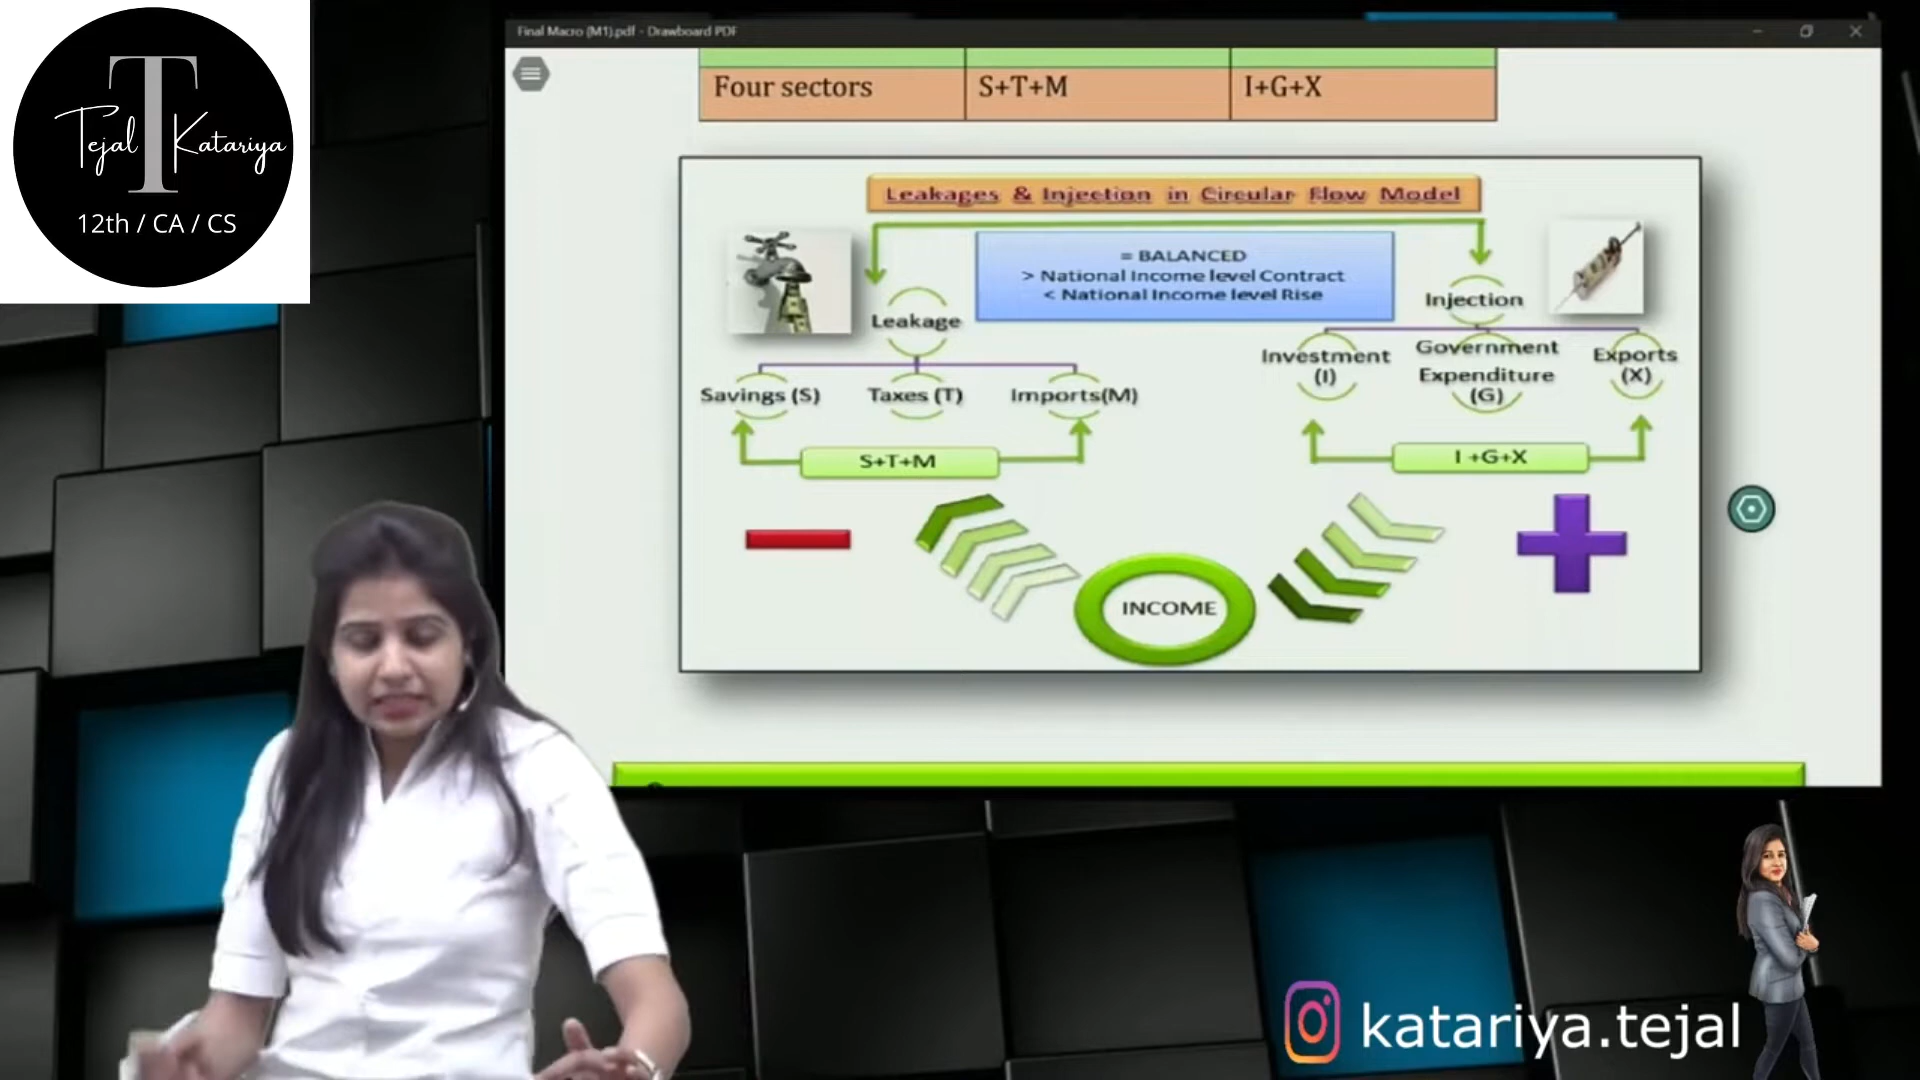 T
Tejal Katariya
12th / CA / CS
Final Macro (M1).pdf - Drawboard PDF
Four sectors S+T+M I+G+X
Leakages & Injection in Circular Flow Model
= BALANCED
> National Income level Contract
< National Income level Rise
Leakage
Injection
Savings (S) Taxes (T) Imports(M)
Investment
(I)
Government
Expenditure
(G)
Exports
(X)
S+T+M
I +G+X
INCOME
katariya.tejal